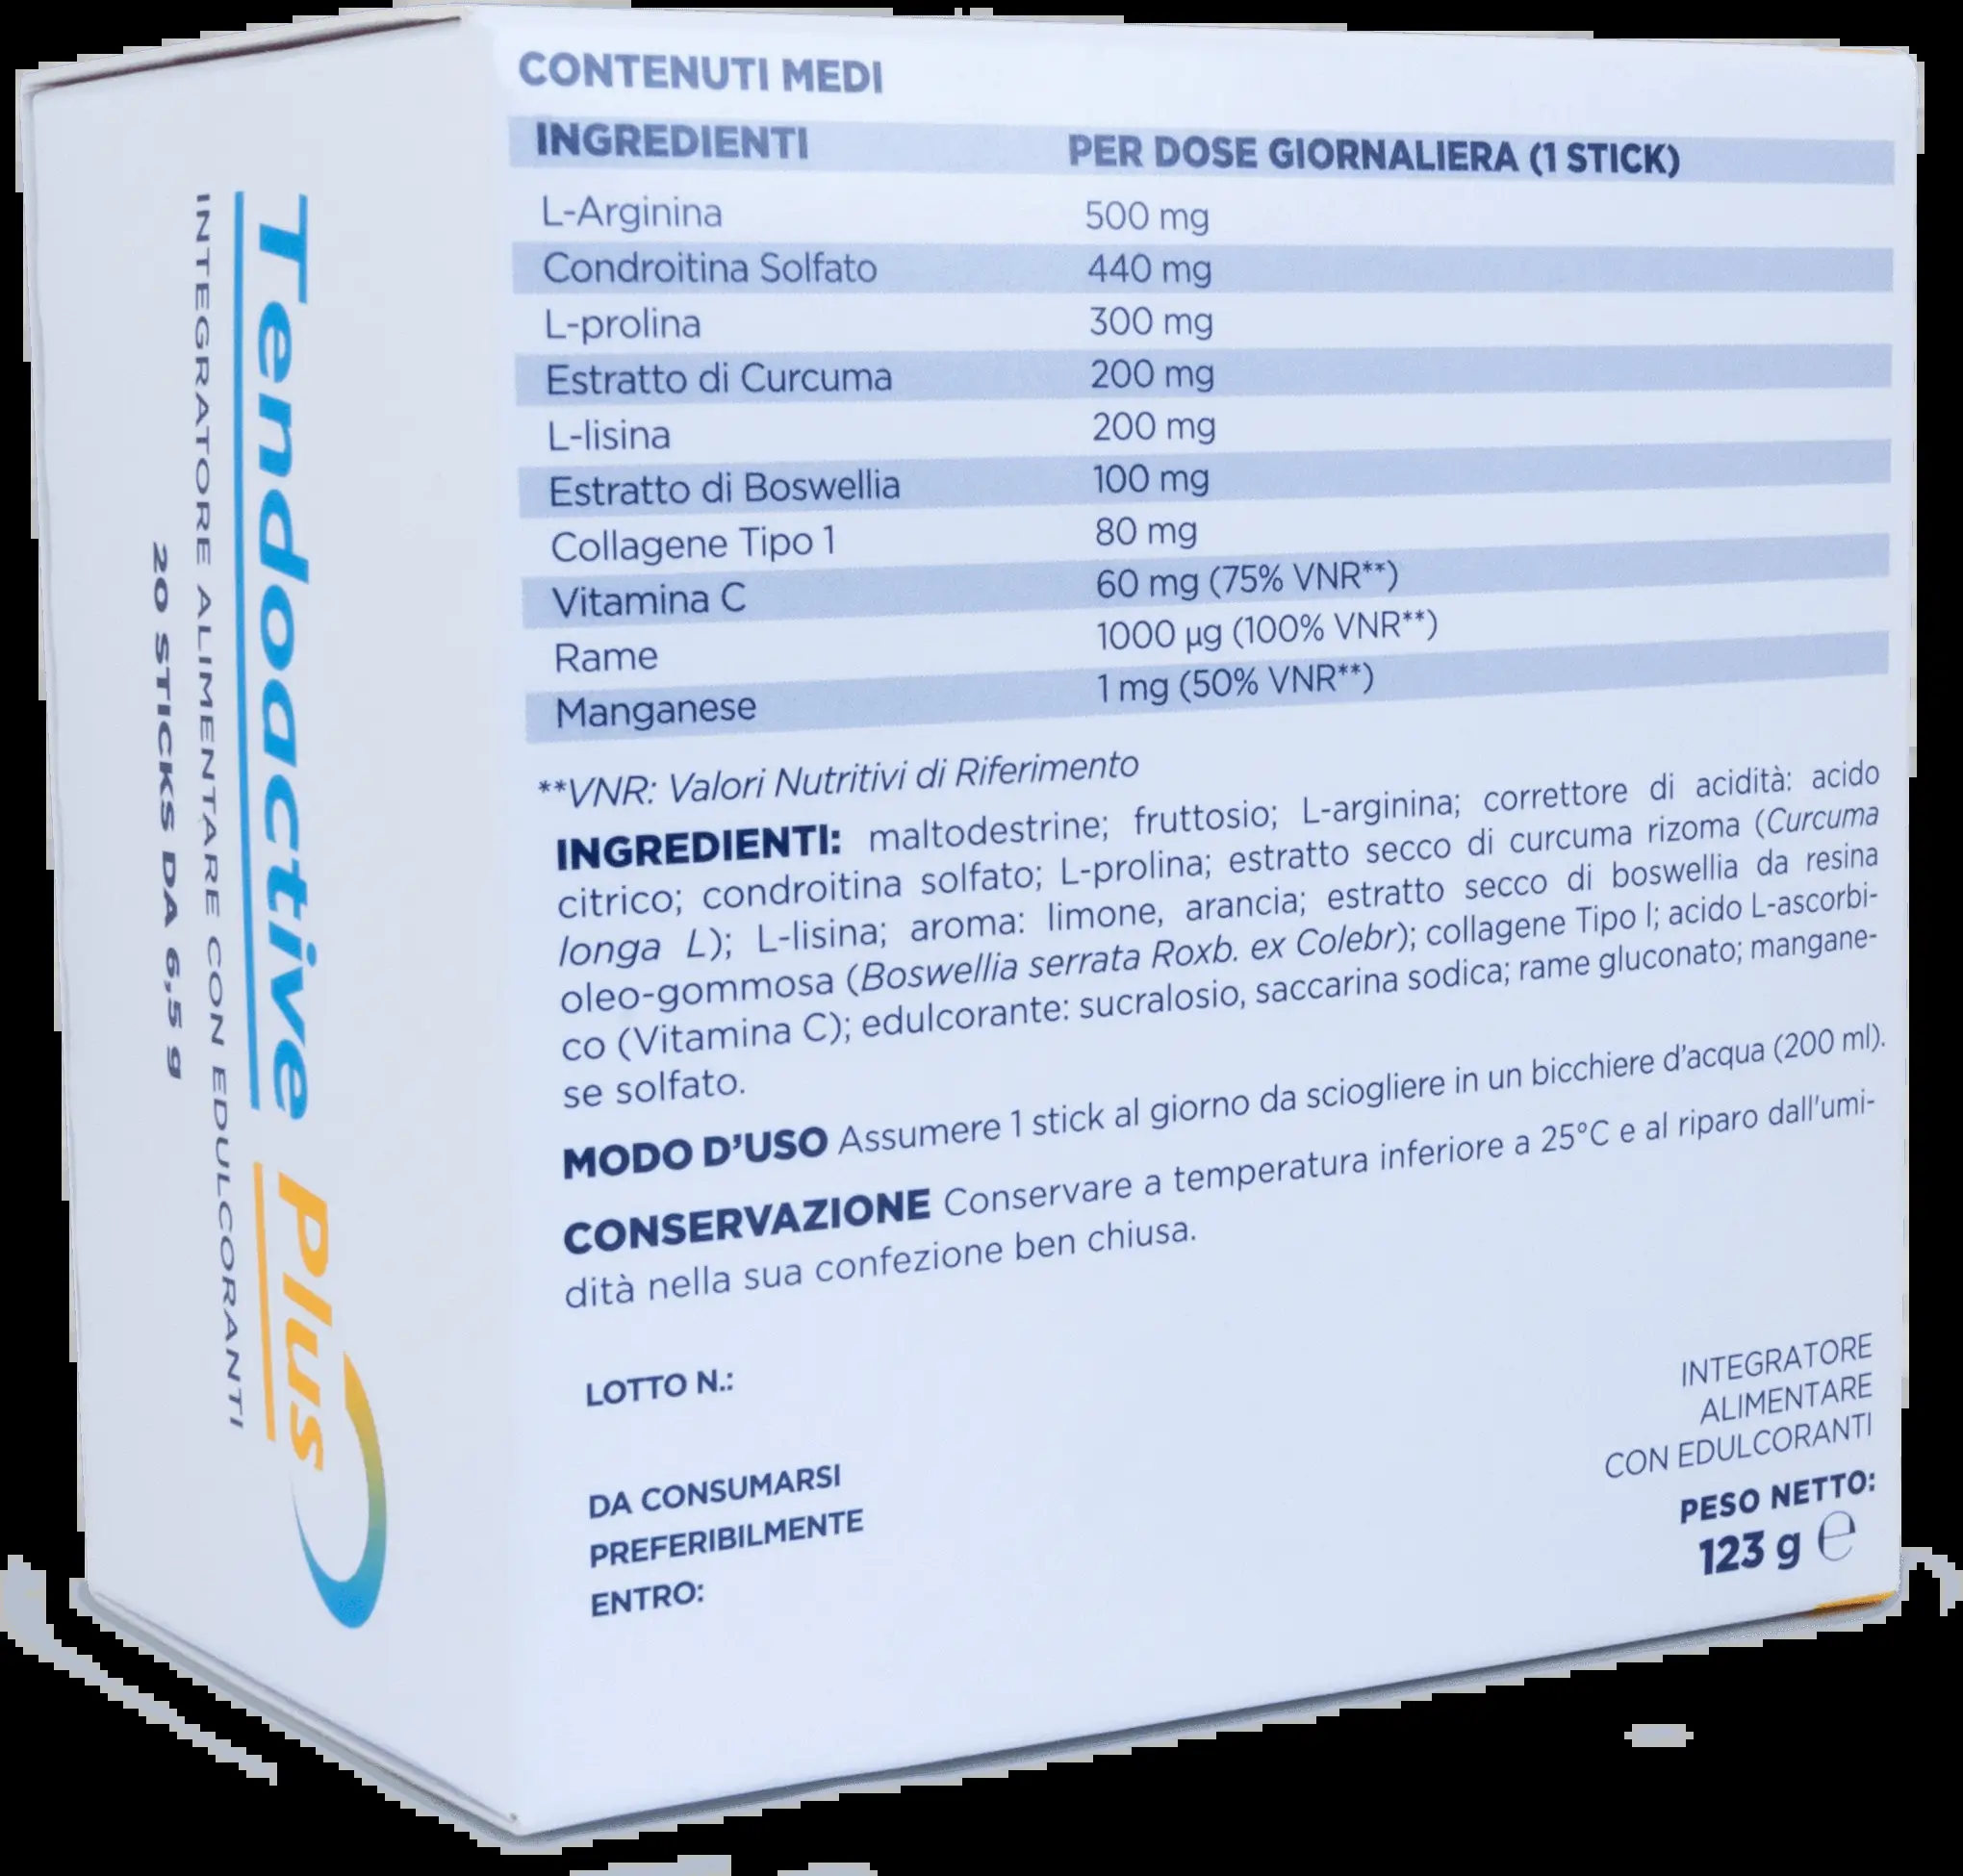 Tendoactive Plus
INTEGRATORE ALIMENTARE CON EDULCORANTI
20 STICKS DA 6,5 g
CONTENUTI MEDI
INGREDIENTI PER DOSE GIORNALIERA (1 STICK)
L-Arginina 500 mg
Condroitina Solfato 440 mg
L-prolina 300 mg
Estratto di Curcuma 200 mg
L-lisina 200 mg
Estratto di Boswellia 100 mg
Collagene Tipo 1 80 mg
Vitamina C 60 mg (75% VNR**)
Rame 1000 µg (100% VNR**)
Manganese 1 mg (50% VNR**)
**VNR: Valori Nutritivi di Riferimento
INGREDIENTI: maltodestrine; fruttosio; L-arginina; correttore di acidità: acido
citrico; condroitina solfato; L-prolina; estratto secco di curcuma rizoma (Curcuma
longa L); L-lisina; aroma: limone, arancia; estratto secco di boswellia da resina
oleo-gommosa (Boswellia serrata Roxb. ex Colebr); collagene Tipo I; acido L-ascorbi-
co (Vitamina C); edulcorante: sucralosio, saccarina sodica; rame gluconato; mangane-
se solfato.
MODO D'USO Assumere 1 stick al giorno da sciogliere in un bicchiere d'acqua (200 ml).
CONSERVAZIONE Conservare a temperatura inferiore a 25°C e al riparo dall'umi-
dità nella sua confezione ben chiusa.
LOTTO N.:
DA CONSUMARSI
PREFERIBILMENTE
ENTRO:
INTEGRATORE
ALIMENTARE
CON EDULCORANTI
PESO NETTO:
123 g ℮